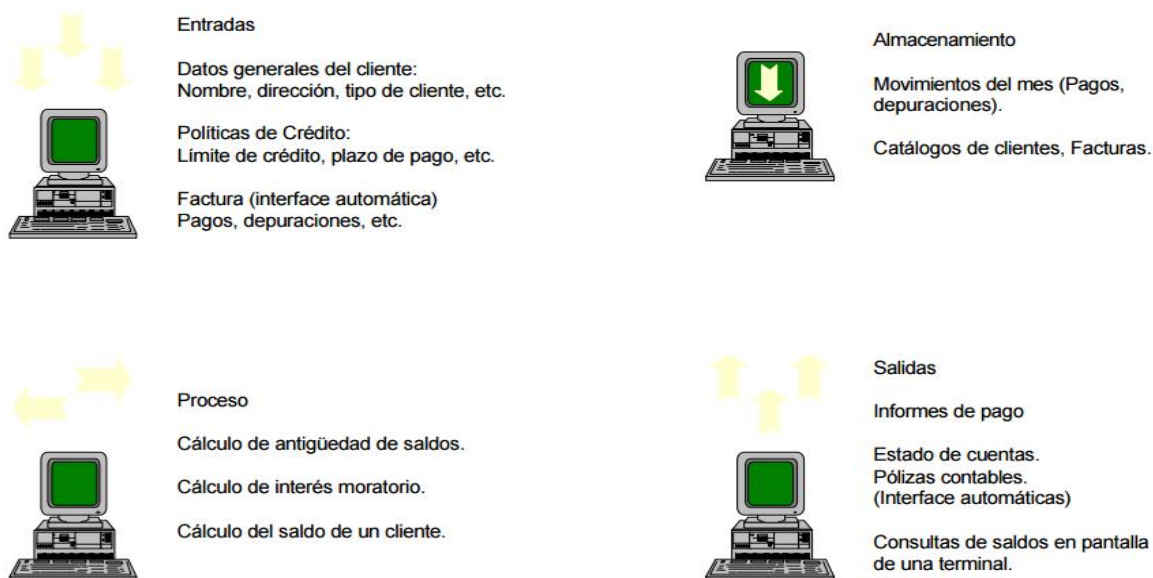 Entradas
Datos generales del cliente:
Nombre, dirección, tipo de cliente, etc.
Políticas de Crédito:
Límite de crédito, plazo de pago, etc.
Factura (interface automática)
Pagos, depuraciones, etc.
Almacenamiento
Movimientos del mes (Pagos,
depuraciones).
Catálogos de clientes, Facturas.
Proceso
Cálculo de antigüedad de saldos.
Cálculo de interés moratorio.
Cálculo del saldo de un cliente.
Salidas
Informes de pago
Estado de cuentas.
Pólizas contables.
(Interface automáticas)
Consultas de saldos en pantalla
de una terminal.